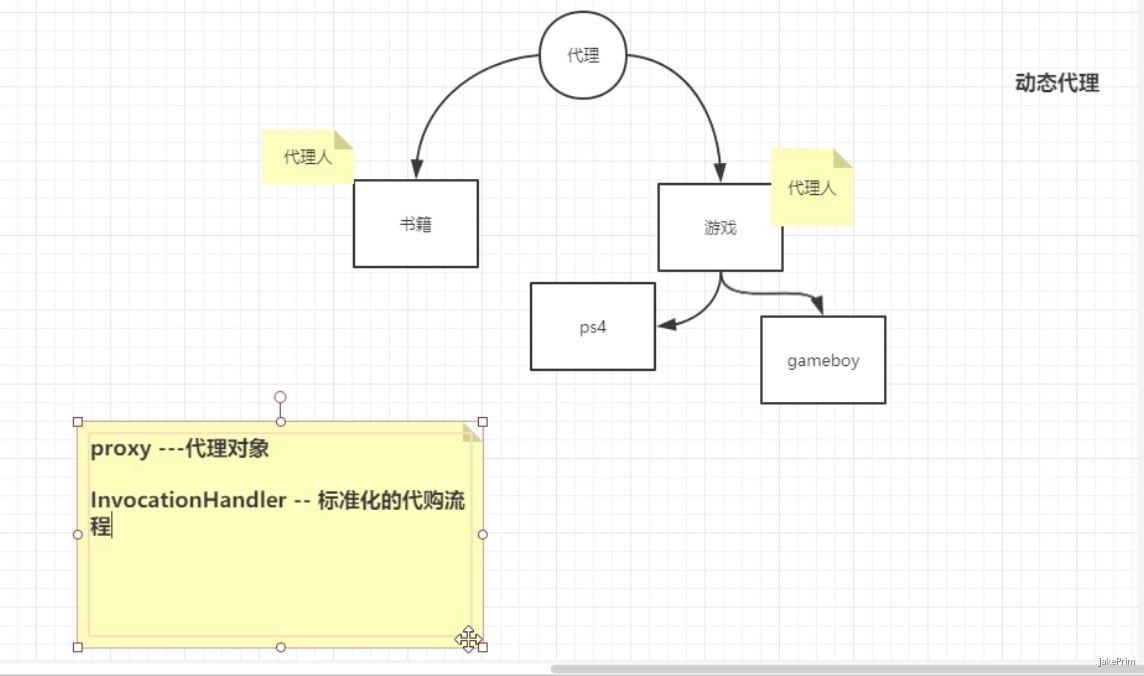 代理
动态代理
代理人
代理人
书籍
游戏
ps4
gameboy
proxy ---代理对象
InvocationHandler -- 标准化的代购流
程
JakePrim